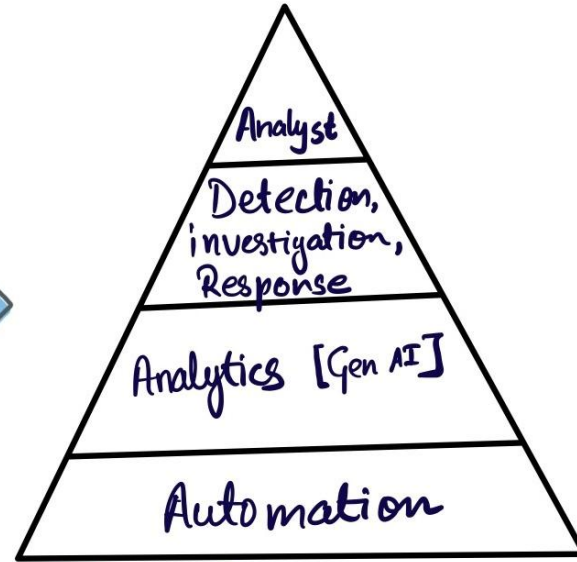 Analyst
Detection,
investigation,
Response
Analytics [Gen AI]
Automation